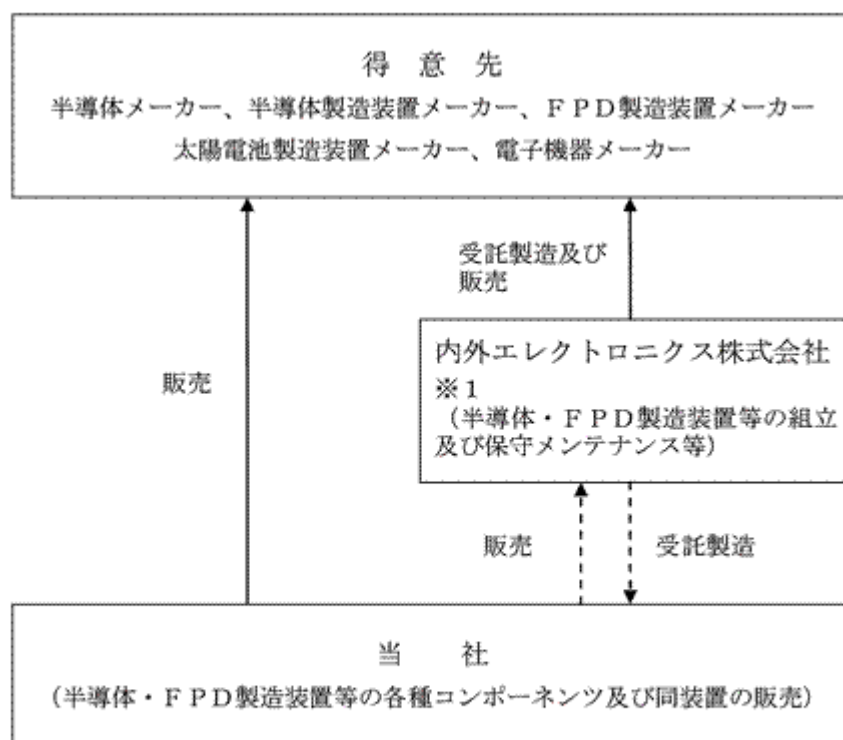 得 意 先
半導体メーカー、半導体製造装置メーカー、ＦＰＤ製造装置メーカー
太陽電池製造装置メーカー、電子機器メーカー
受託製造及び
販売
販売
内外エレクトロニクス株式会社
※１
（半導体・ＦＰＤ製造装置等の組立
及び保守メンテナンス等）
販売
受託製造
当 社
（半導体・ＦＰＤ製造装置等の各種コンポーネンツ及び同装置の販売）